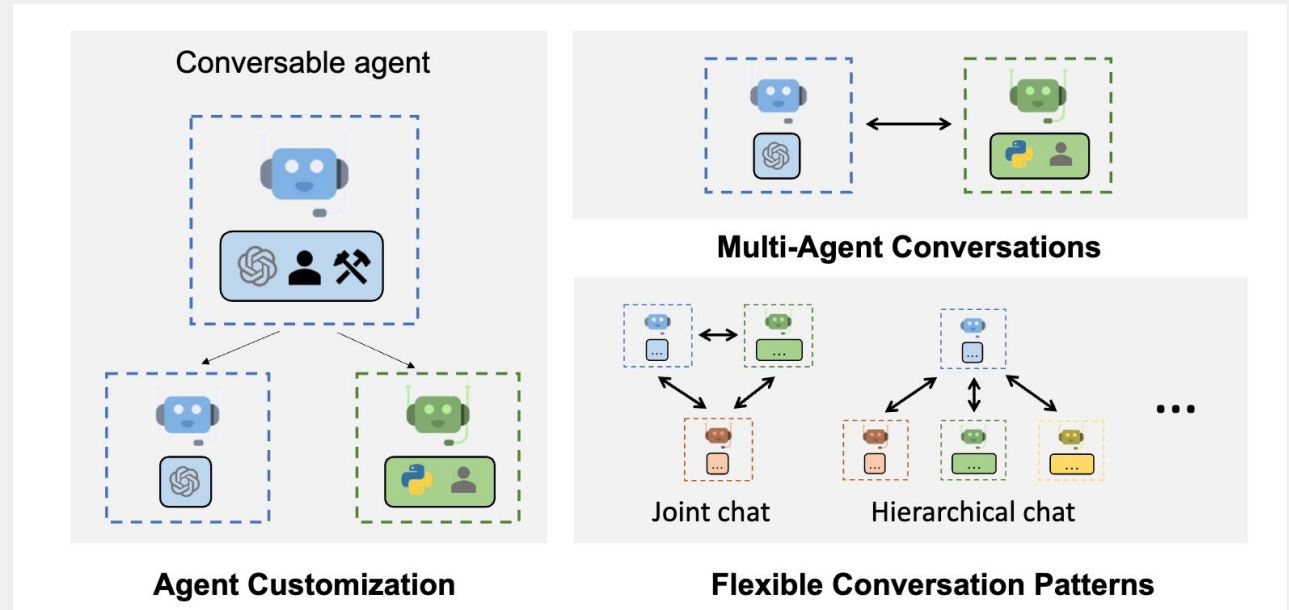 Conversable agent
Agent Customization
Multi-Agent Conversations
...
...
...
...
...
...
...
...
Joint chat
Hierarchical chat
Flexible Conversation Patterns